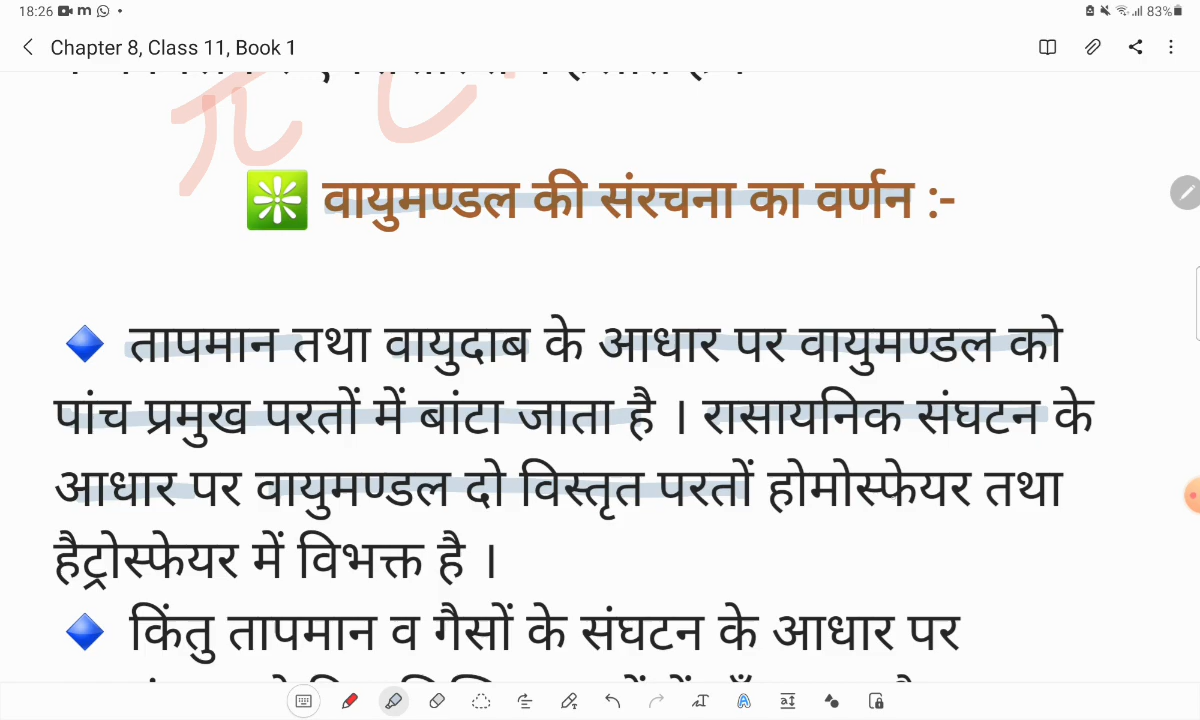 18:26 m
83%
Chapter 8, Class 11, Book 1
वायुमण्डल की संरचना का वर्णन :-
तापमान तथा वायुदाब के आधार पर वायुमण्डल को
पांच प्रमुख परतों में बांटा जाता है । रासायनिक संघटन के
आधार पर वायुमण्डल दो विस्तृत परतों होमोस्फेयर तथा
हैट्रोस्फेयर में विभक्त है ।
किंतु तापमान व गैसों के संघटन के आधार पर